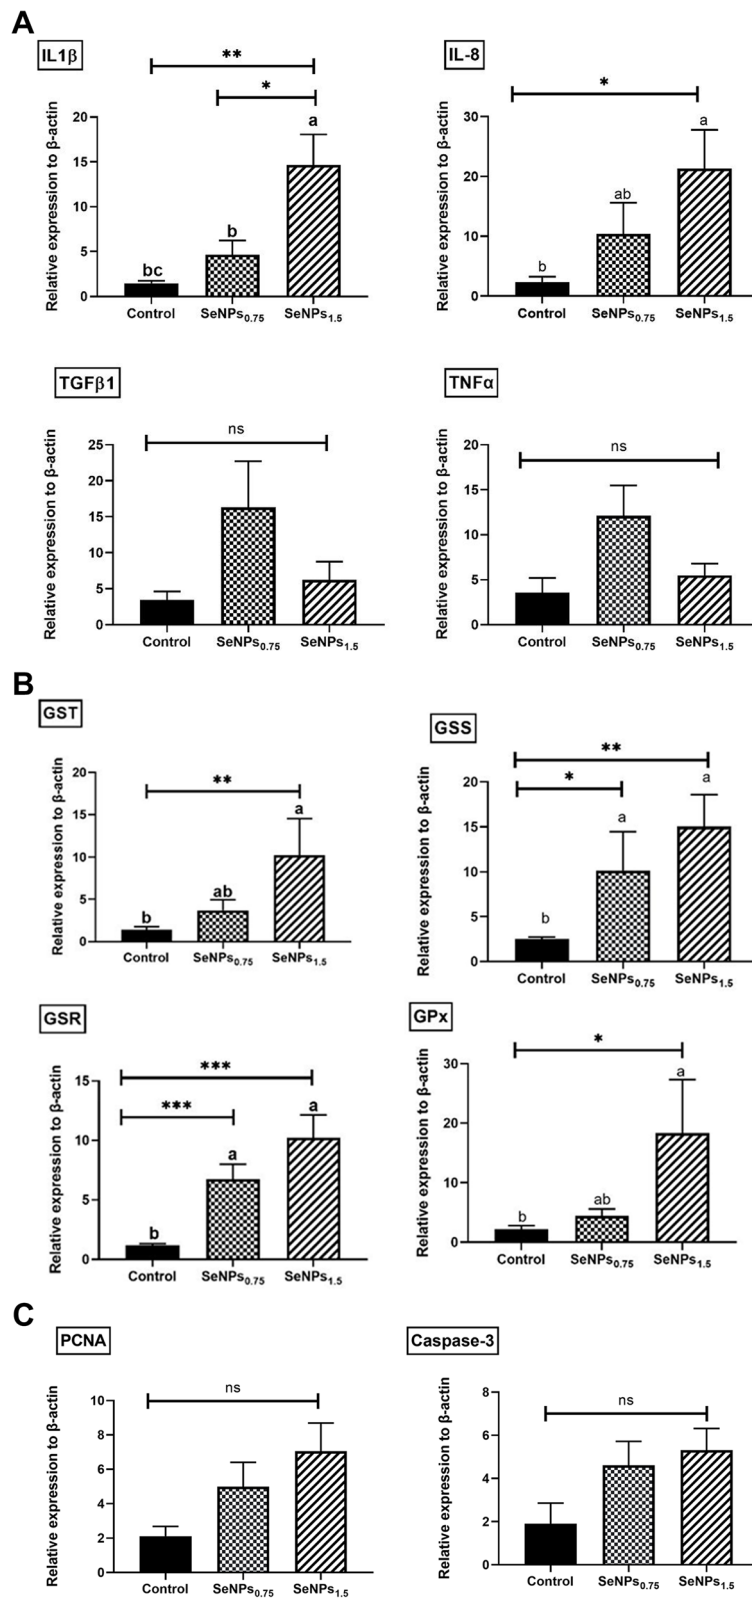 A
IL1β
**
*
Relative expression to β-actin
20
15
10
5
0
bc
b
a
Control
SeNPs0.75
SeNPs1.5
IL-8
*
Relative expression to β-actin
30
20
10
0
b
ab
a
Control
SeNPs0.75
SeNPs1.5
TGFβ1
ns
Relative expression to β-actin
25
20
15
10
5
0
Control
SeNPs0.75
SeNPs1.5
TNFα
ns
Relative expression to β-actin
20
15
10
5
0
Control
SeNPs0.75
SeNPs1.5
B
GST
**
Relative expression to β-actin
20
15
10
5
0
b
ab
a
Control
SeNPs0.75
SeNPs1.5
GSS
**
*
Relative expression to β-actin
20
15
10
5
0
b
a
a
Control
SeNPs0.75
SeNPs1.5
GSR
***
***
Relative expression to β-actin
15
10
5
0
b
a
a
Control
SeNPs0.75
SeNPs1.5
GPx
*
Relative expression to β-actin
30
20
10
0
b
ab
a
Control
SeNPs0.75
SeNPs1.5
C
PCNA
ns
Relative expression to β-actin
10
8
6
4
2
0
Control
SeNPs0.75
SeNPs1.5
Caspase-3
ns
Relative expression to β-actin
8
6
4
2
0
Control
SeNPs0.75
SeNPs1.5